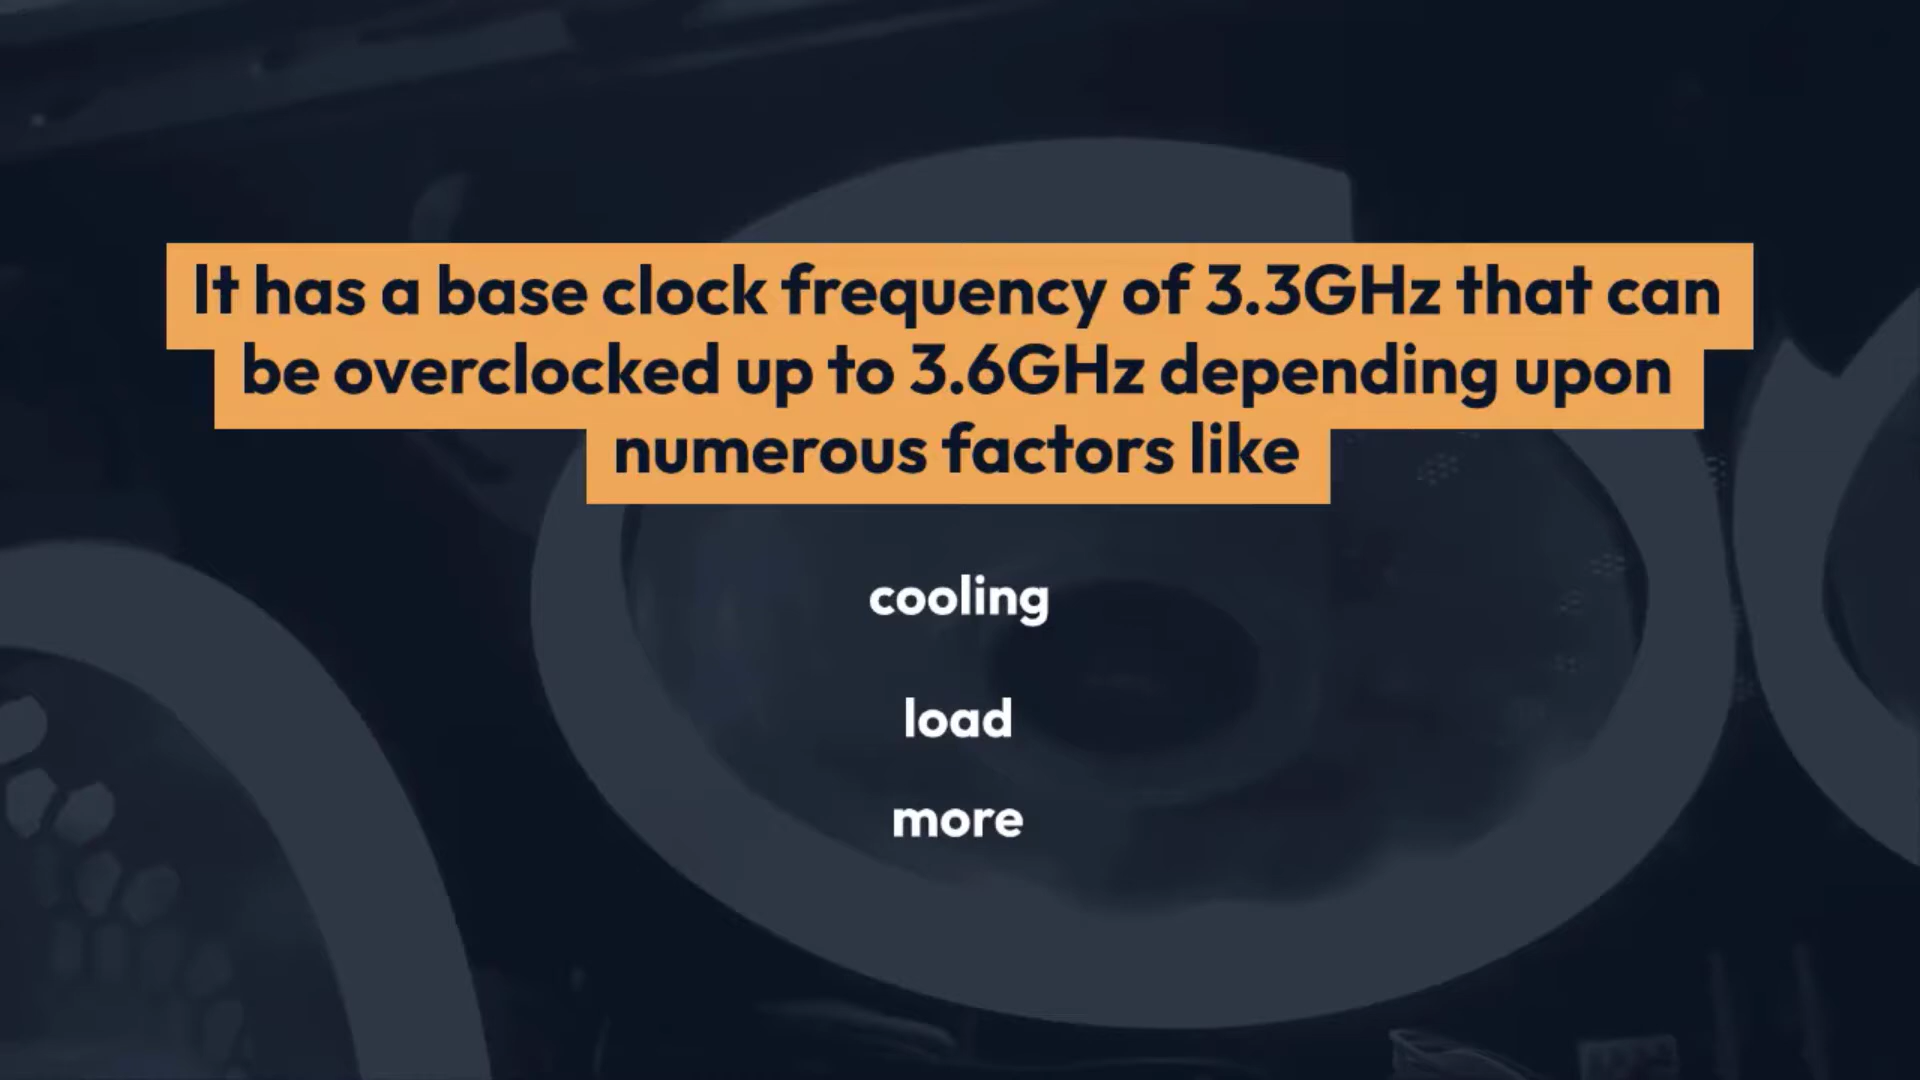 It has a base clock frequency of 3.3GHz that can
be overclocked up to 3.6GHz depending upon
numerous factors like
cooling
load
more